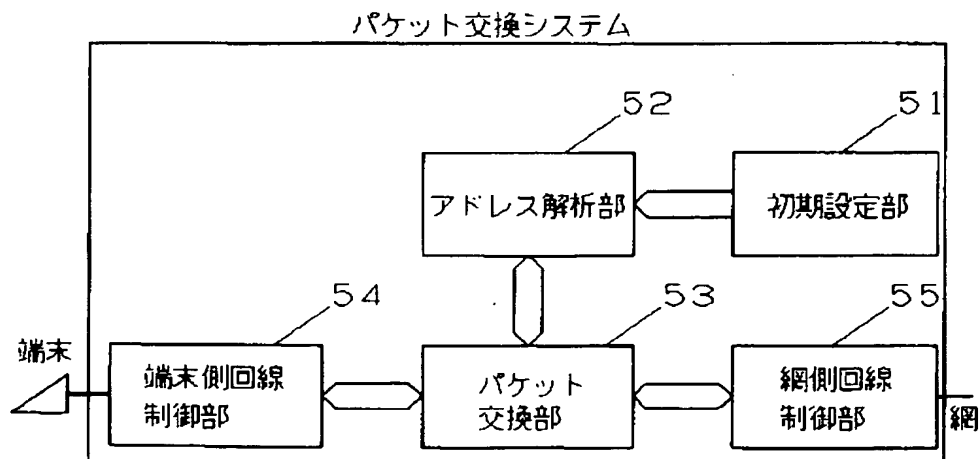 パケット交換システム
52
51
アドレス解析部
初期設定部
54
53
55
端末
端末側回線
制御部
パケット
交換部
網側回線
制御部
網